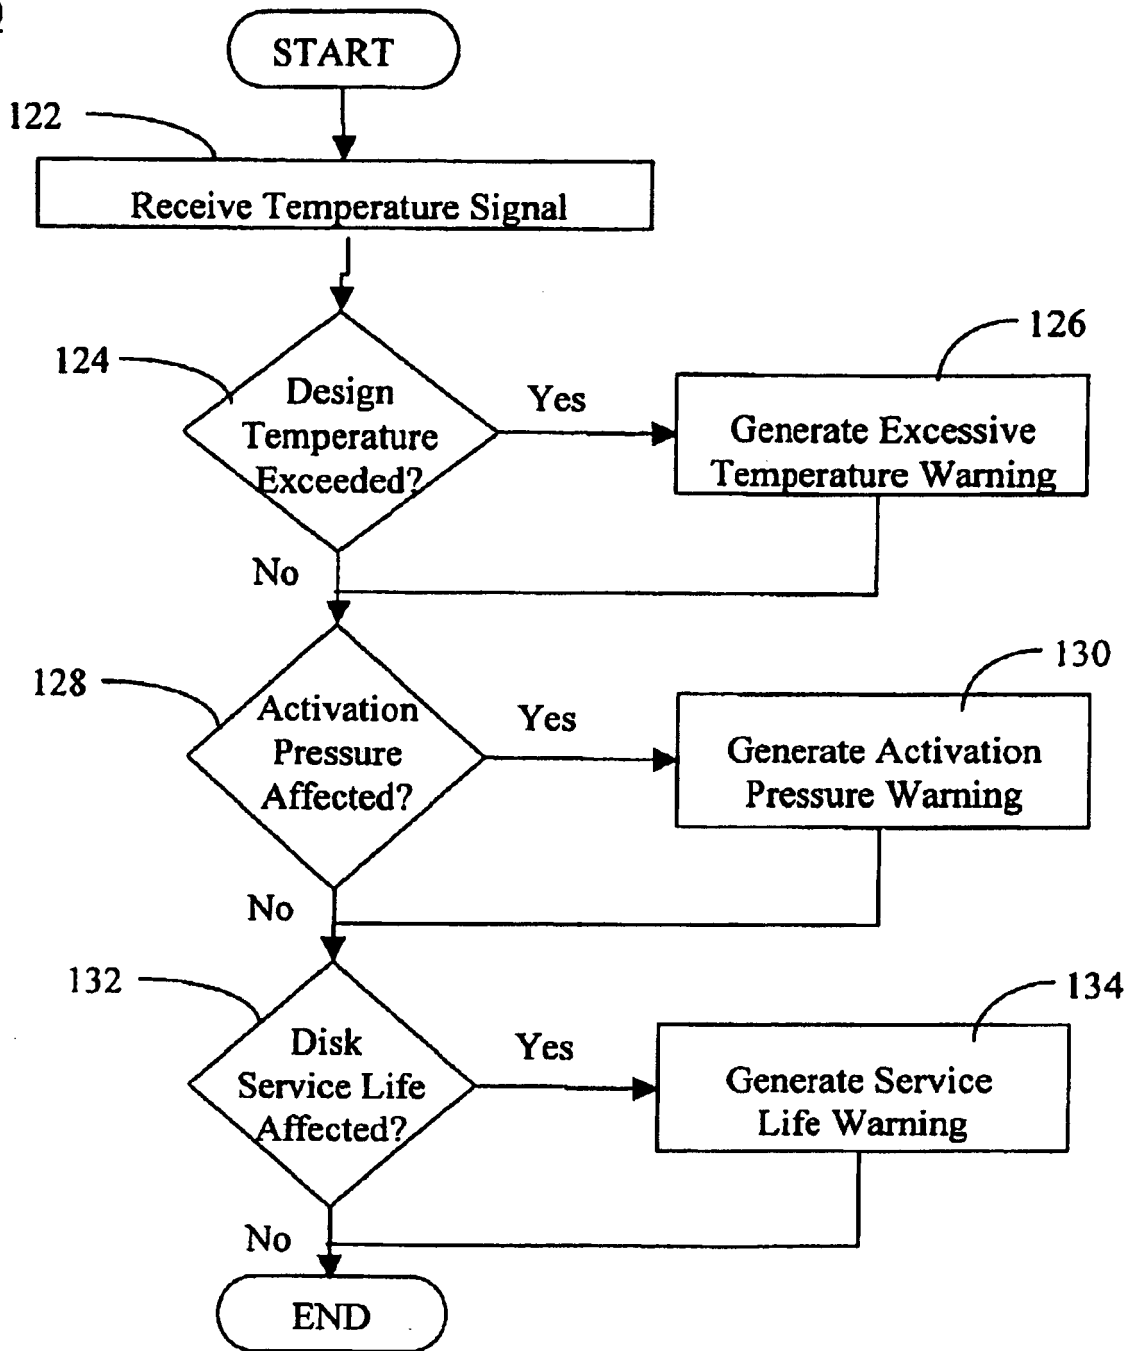 START
122
Receive Temperature Signal
124
Design
Temperature
Exceeded?
Yes
126
Generate Excessive
Temperature Warning
No
128
Activation
Pressure
Affected?
Yes
130
Generate Activation
Pressure Warning
No
132
Disk
Service Life
Affected?
Yes
134
Generate Service
Life Warning
No
END